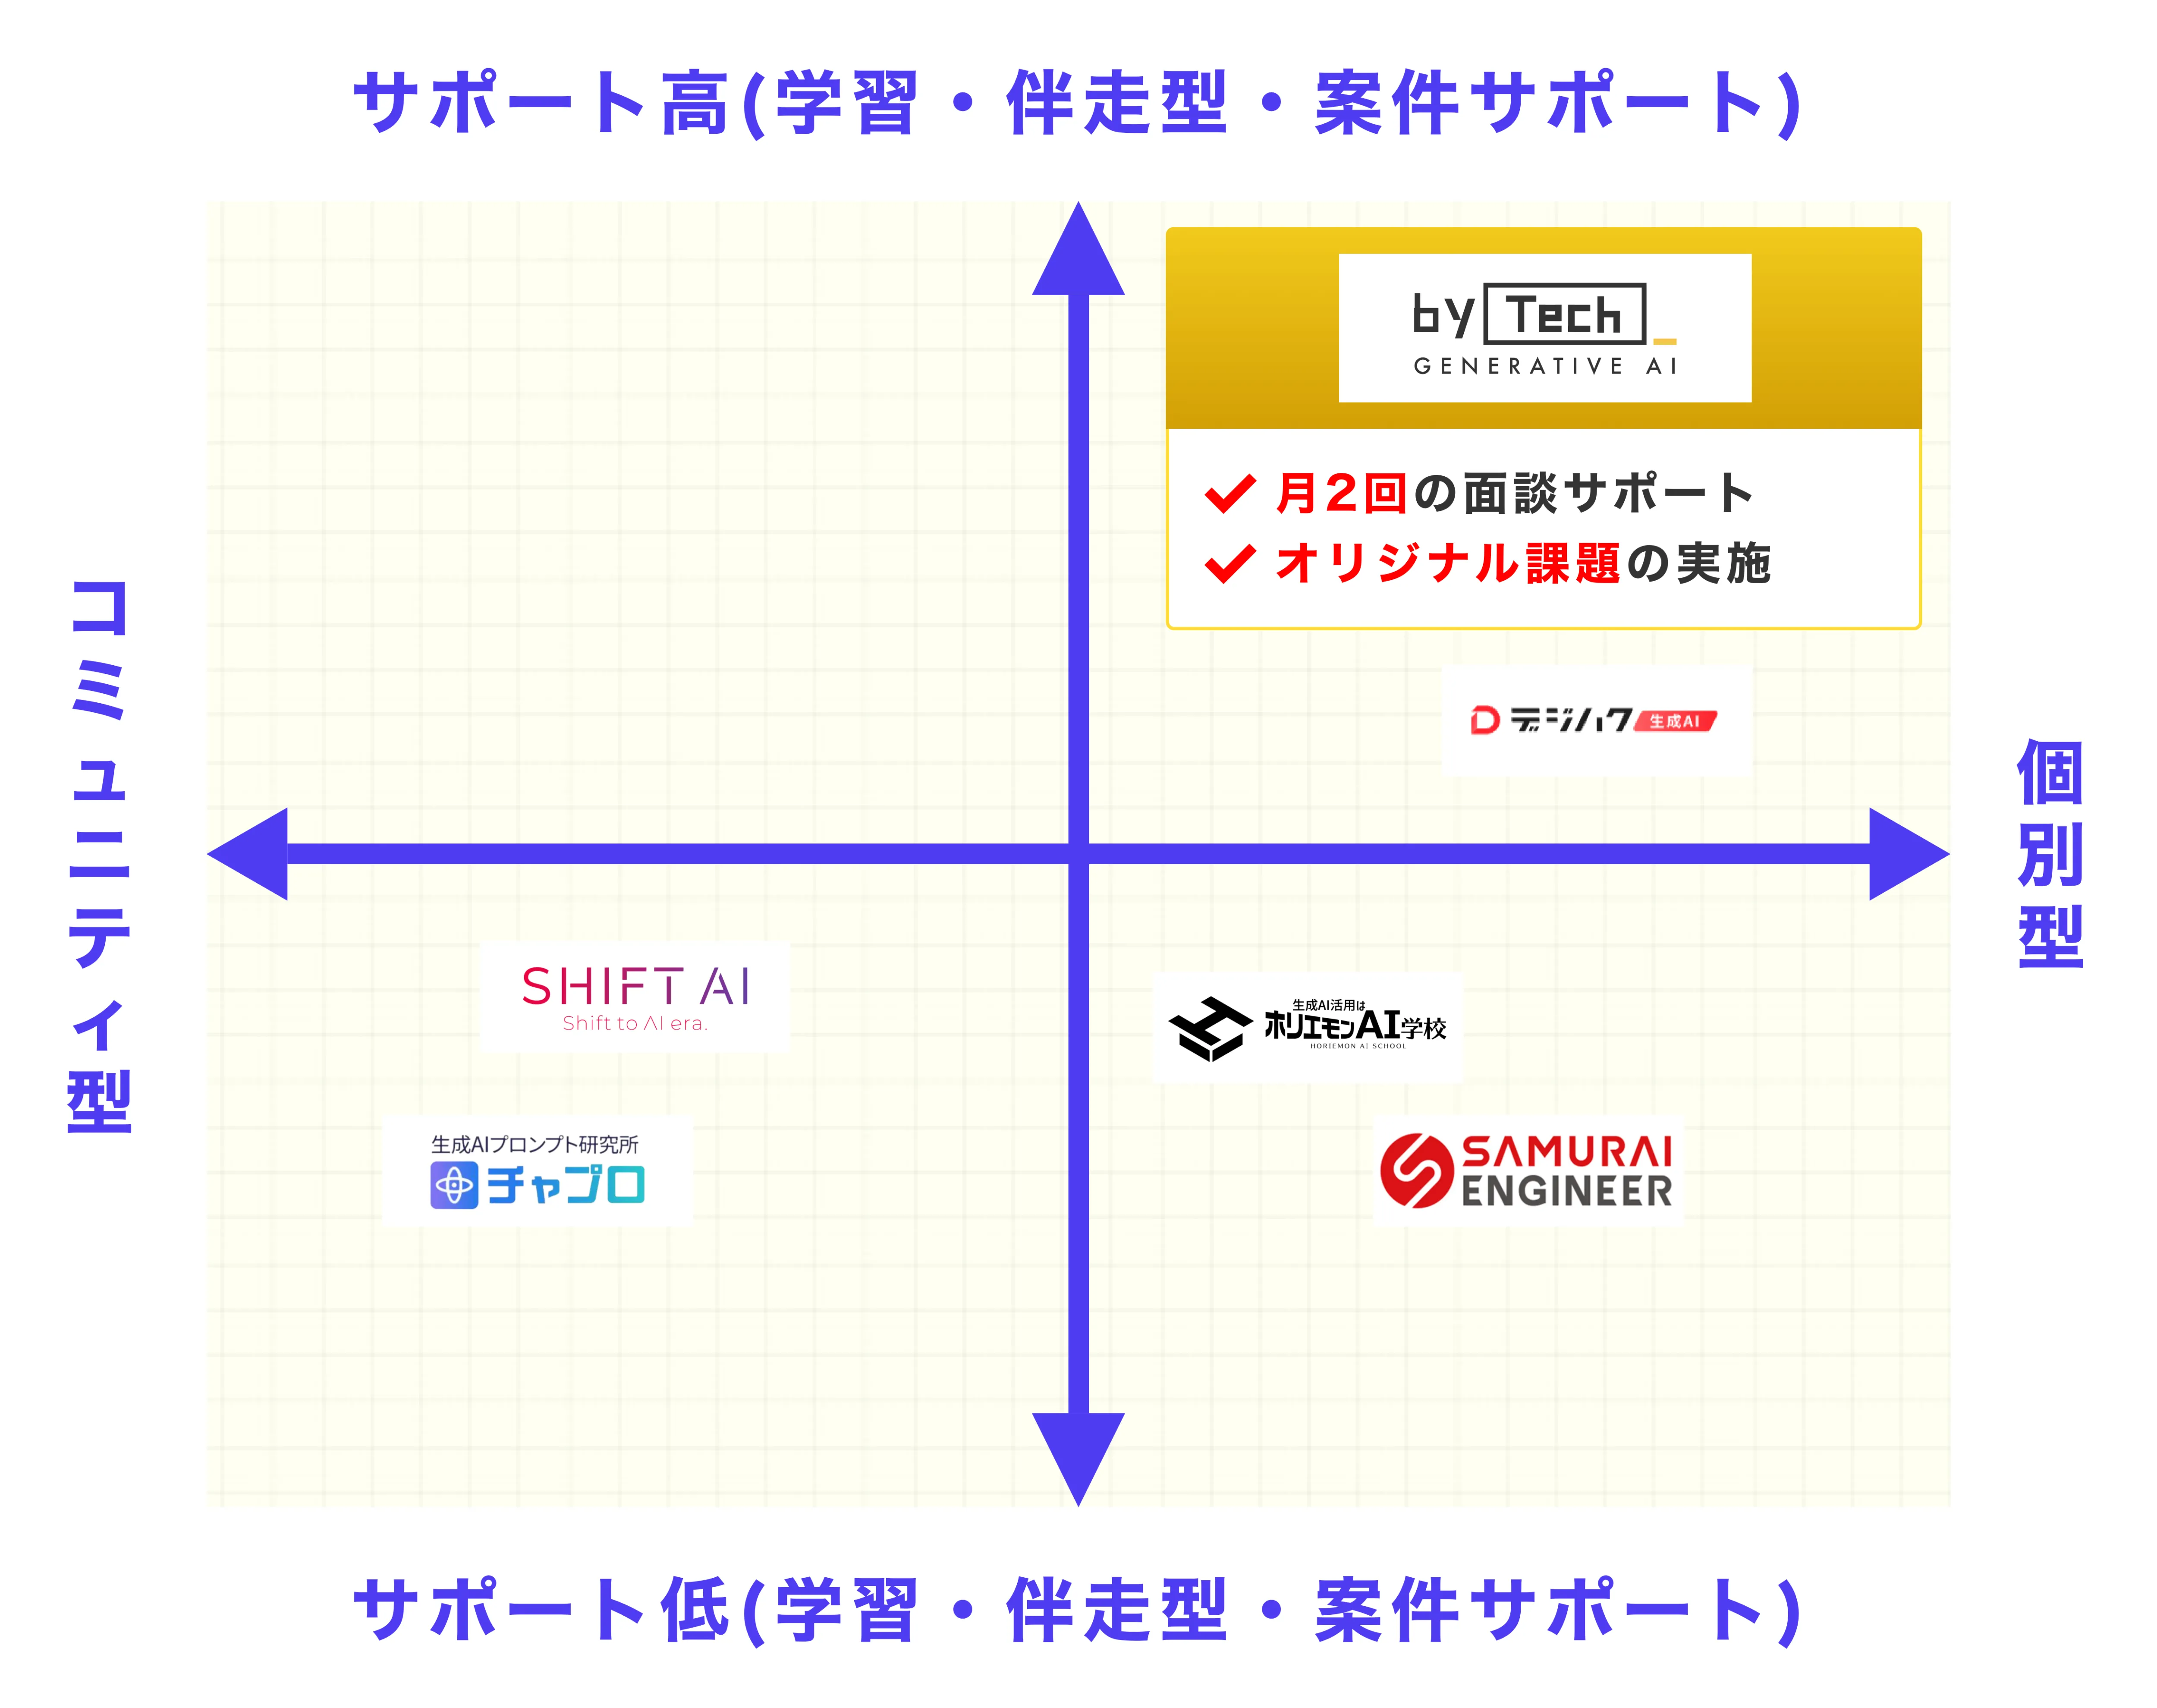 サポート高(学習・伴走型・案件サポート)
by Tech_
GENERATIVE AI
月2回の面談サポート
オリジナル課題の実施
デジハク 生成AI
コミュニティ型
個別型
SHIFT AI
Shift to AI era.
生成AI活用は
ホリエモンAI学校
HORIEMON AI SCHOOL
生成AIプロンプト研究所
チャプロ
SAMURAI
ENGINEER
サポート低(学習・伴走型・案件サポート)